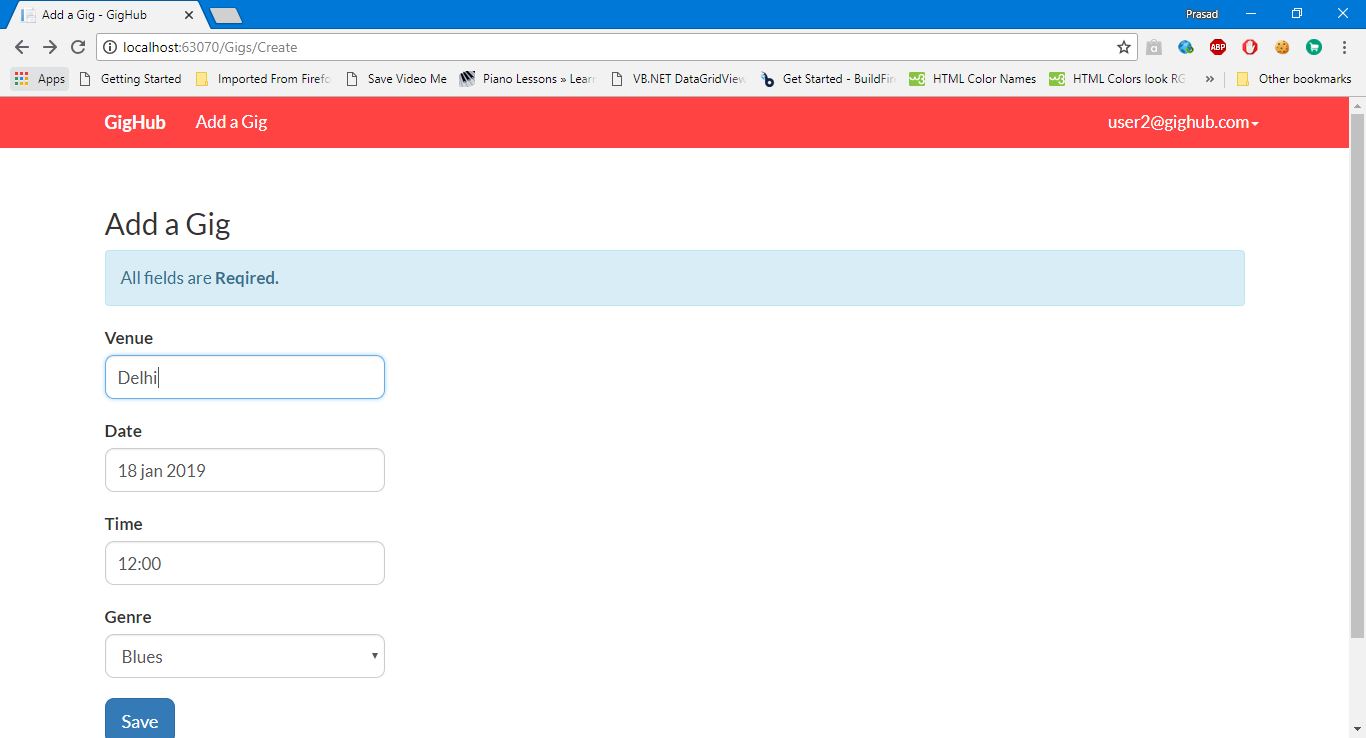 Add a Gig - GigHub
Prasad
localhost:63070/Gigs/Create
ABP
Apps Getting Started Imported From Firefo Save Video Me Piano Lessons » Learn VB.NET DataGridView Get Started - BuildFir HTML Color Names HTML Colors look RG » Other bookmarks
GigHub Add a Gig user2@gighub.com
Add a Gig
All fields are Reqired.
Venue
Delhi
Date
18 jan 2019
Time
12:00
Genre
Blues
Save